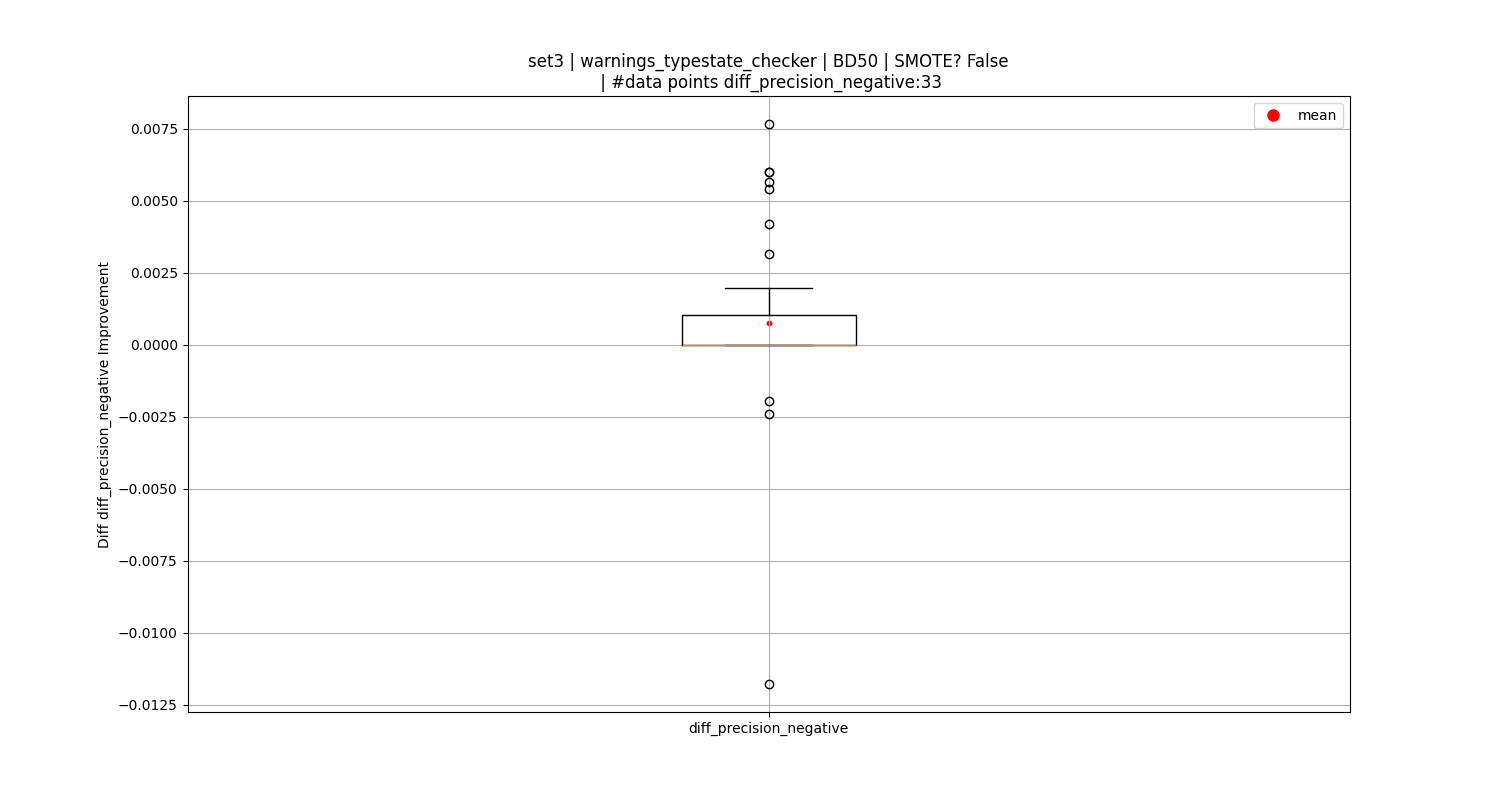 set3 | warnings_typestate_checker | BD50 | SMOTE? False
| #data points diff_precision_negative:33
mean
0.0075
0.0050
0.0025
0.0000
−0.0025
−0.0050
−0.0075
−0.0100
−0.0125
Diff diff_precision_negative Improvement
diff_precision_negative